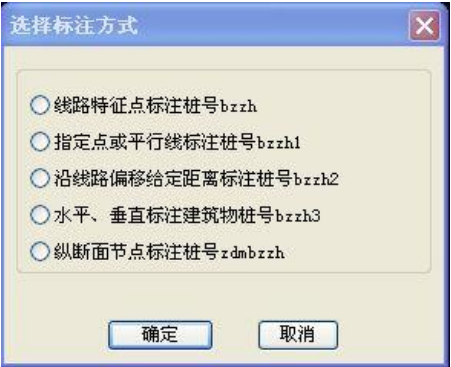 选择标注方式
线路特征点标注桩号bzzh
指定点或平行线标注桩号bzzh1
沿线路偏移给定距离标注桩号bzzh2
水平、垂直标注建筑物桩号bzzh3
纵断面节点标注桩号zdmbzzh
确定 取消